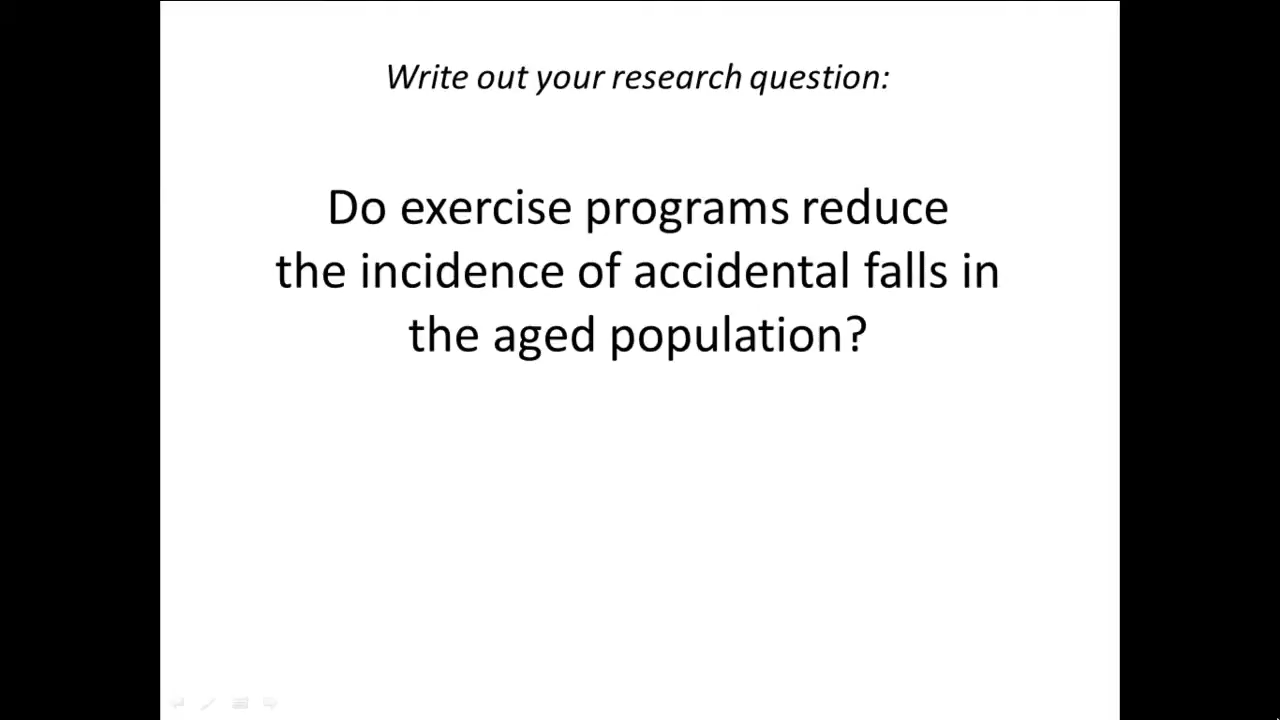 Write out your research question:
Do exercise programs reduce
the incidence of accidental falls in
the aged population?